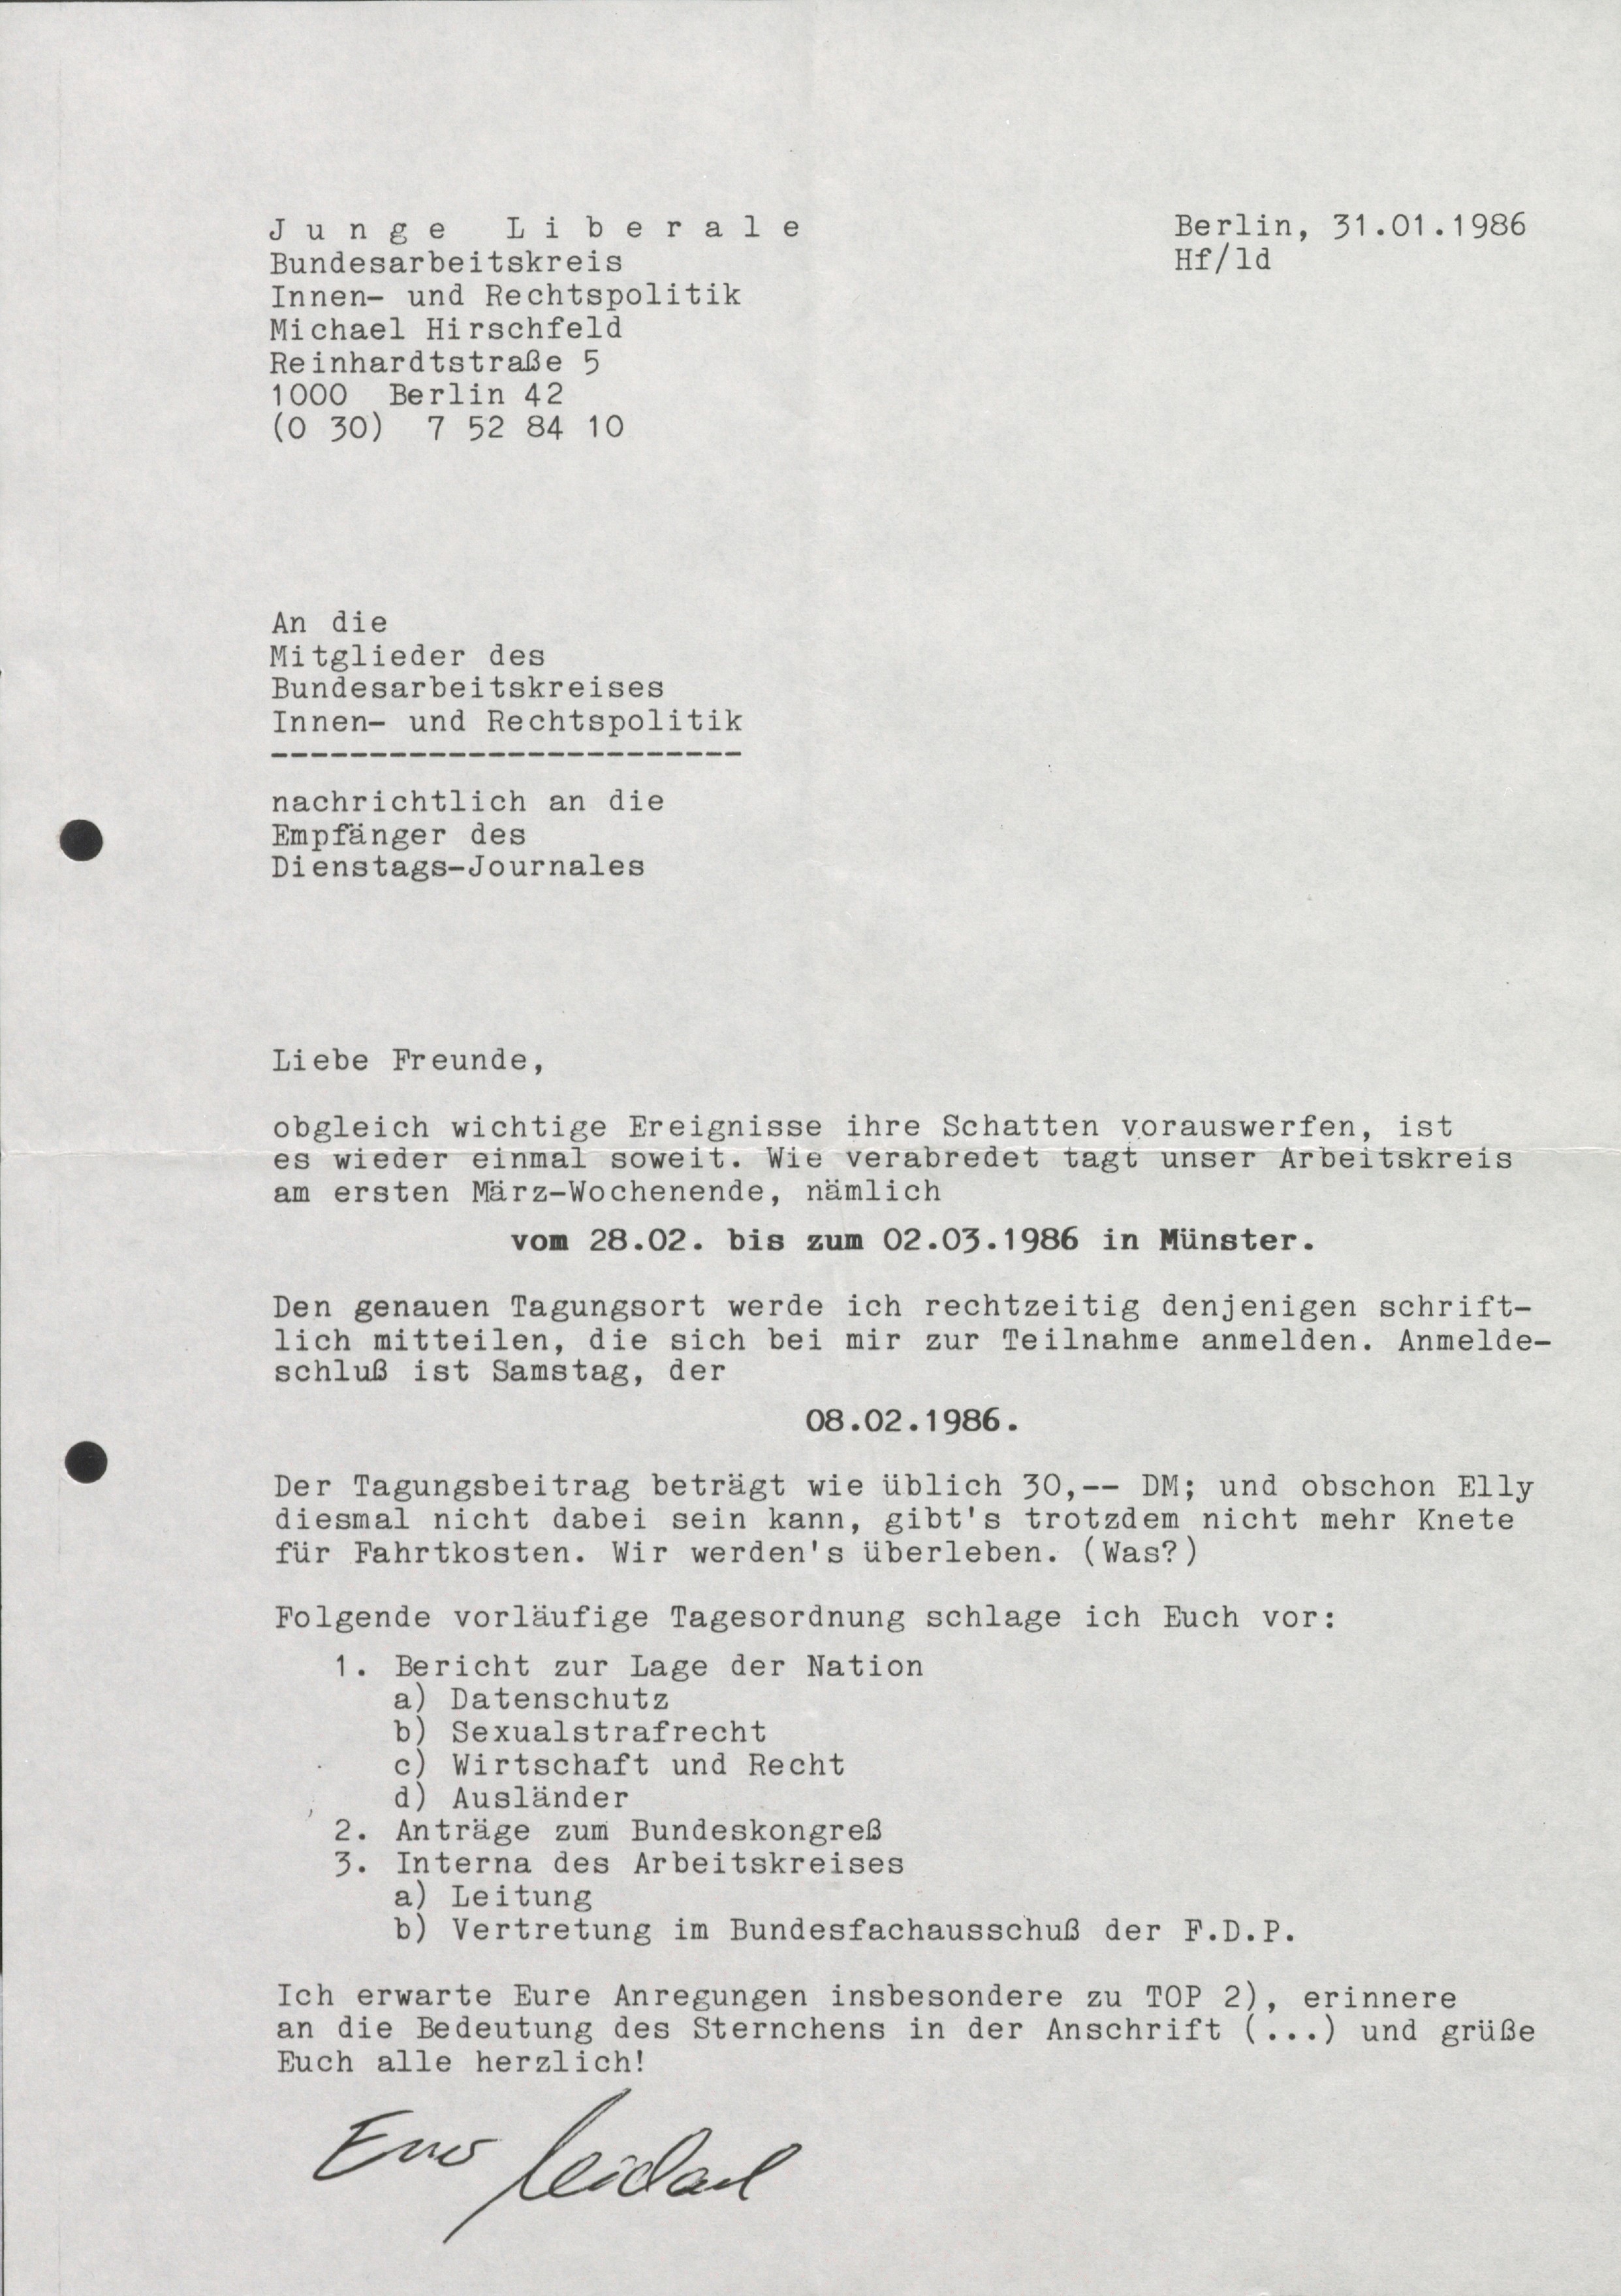 Junge Liberale
Berlin, 31.01.1986
Bundesarbeitskreis
Hf/ld
Innen- und Rechtspolitik
Michael Hirschfeld
Reinhardtstraße 5
1000 Berlin 42
(0 30) 7 52 84 10
An die
Mitglieder des
Bundesarbeitskreises
Innen- und Rechtspolitik
------------------------
nachrichtlich an die
Empfänger des
Dienstags-Journales
Liebe Freunde,
obgleich wichtige Ereignisse ihre Schatten vorauswerfen, ist
es wieder einmal soweit. Wie verabredet tagt unser Arbeitskreis
am ersten März-Wochenende, nämlich
vom 28.02. bis zum 02.03.1986 in Münster.
Den genauen Tagungsort werde ich rechtzeitig denjenigen schrift-
lich mitteilen, die sich bei mir zur Teilnahme anmelden. Anmelde-
schluß ist Samstag, der
08.02.1986.
Der Tagungsbeitrag beträgt wie üblich 30,-- DM; und obschon Elly
diesmal nicht dabei sein kann, gibt's trotzdem nicht mehr Knete
für Fahrtkosten. Wir werden's überleben. (Was?)
Folgende vorläufige Tagesordnung schlage ich Euch vor:
1. Bericht zur Lage der Nation
a) Datenschutz
b) Sexualstrafrecht
c) Wirtschaft und Recht
d) Ausländer
2. Anträge zum Bundeskongreß
3. Interna des Arbeitskreises
a) Leitung
b) Vertretung im Bundesfachausschuß der F.D.P.
Ich erwarte Eure Anregungen insbesondere zu TOP 2), erinnere
an die Bedeutung des Sternchens in der Anschrift (...) und grüße
Euch alle herzlich!
Euer Michael